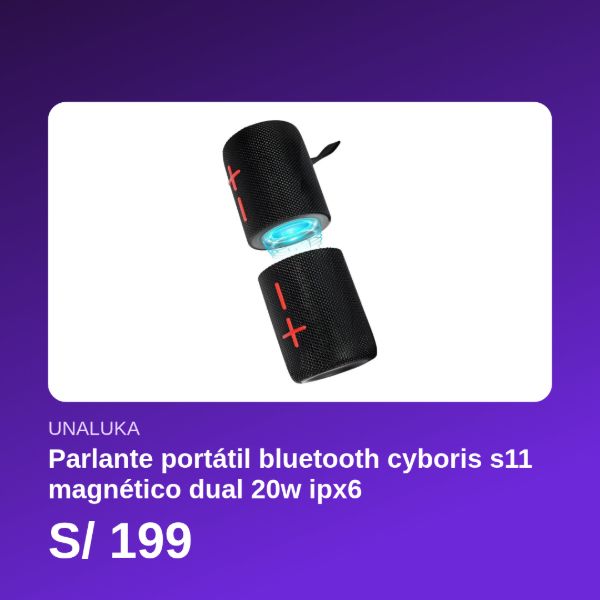 UNALUKA
Parlante portátil bluetooth cyboris s11
magnético dual 20w ipx6
S/ 199